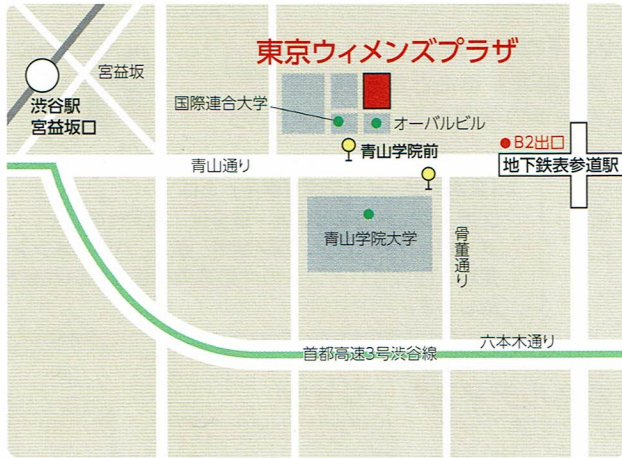 東京ウィメンズプラザ
宮益坂
渋谷駅
宮益坂口
国際連合大学
オーバルビル
青山学院前
B2出口
青山通り
地下鉄表参道駅
青山学院大学
骨董通り
首都高速3号渋谷線
六本木通り